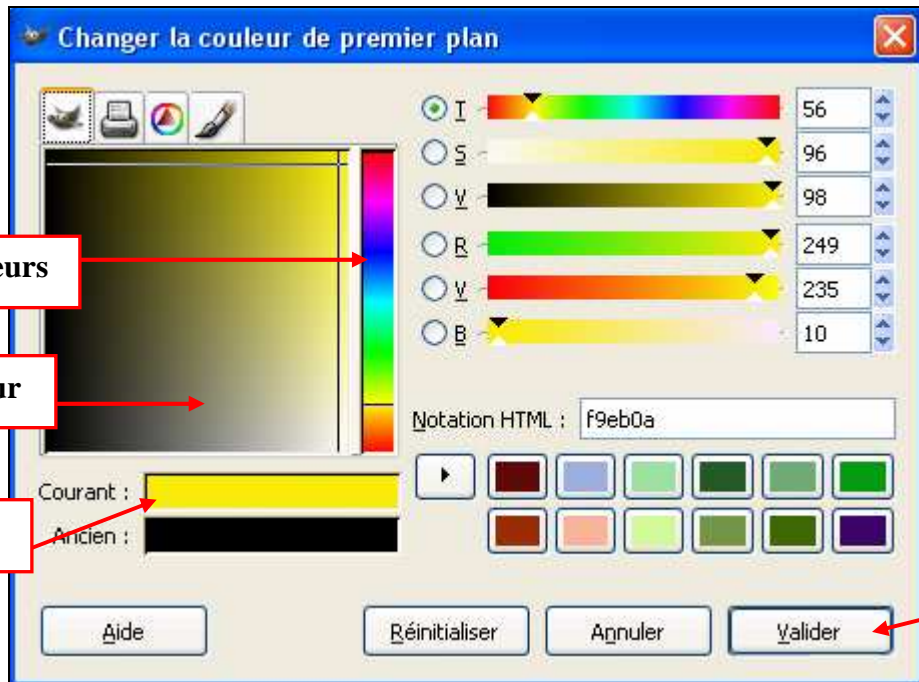 Changer la couleur de premier plan
T 56
S 96
V 98
R 249
V 235
B 10
eurs
ur
Notation HTML : f9eb0a
Courant :
Ancien :
Aide Réinitialiser Annuler Valider